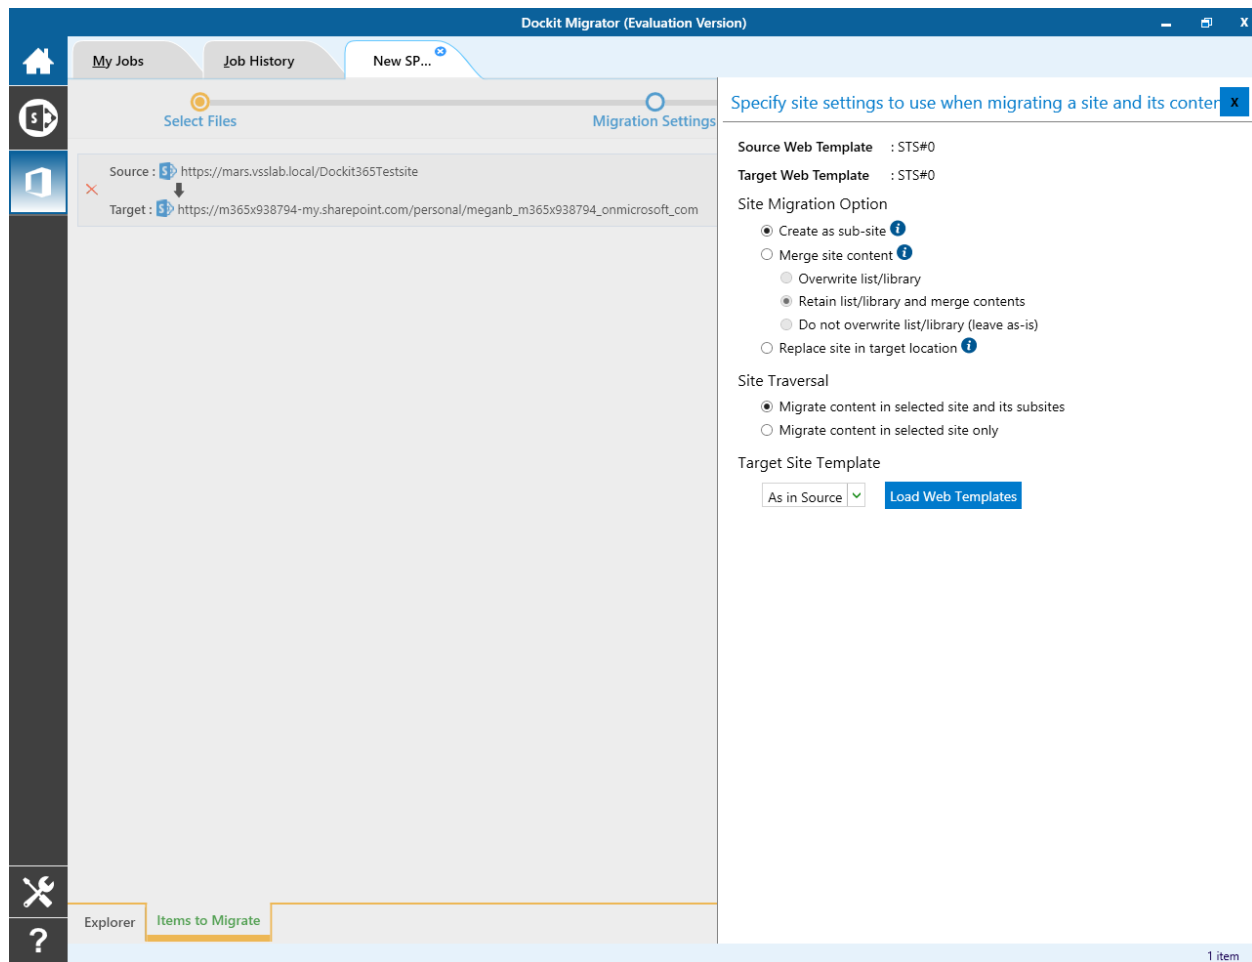 Dockit Migrator (Evaluation Version)
My Jobs
Job History
New SP...
Select Files
Migration Settings
Source : https://mars.vsslab.local/Dockit365Testsite
Target : https://m365x938794-my.sharepoint.com/personal/meganb_m365x938794_onmicrosoft_com
Specify site settings to use when migrating a site and its conter
X
Source Web Template : STS#0
Target Web Template : STS#0
Site Migration Option
Create as sub-site
Merge site content
Overwrite list/library
Retain list/library and merge contents
Do not overwrite list/library (leave as-is)
Replace site in target location
Site Traversal
Migrate content in selected site and its subsites
Migrate content in selected site only
Target Site Template
As in Source
Load Web Templates
Explorer
Items to Migrate
1 item